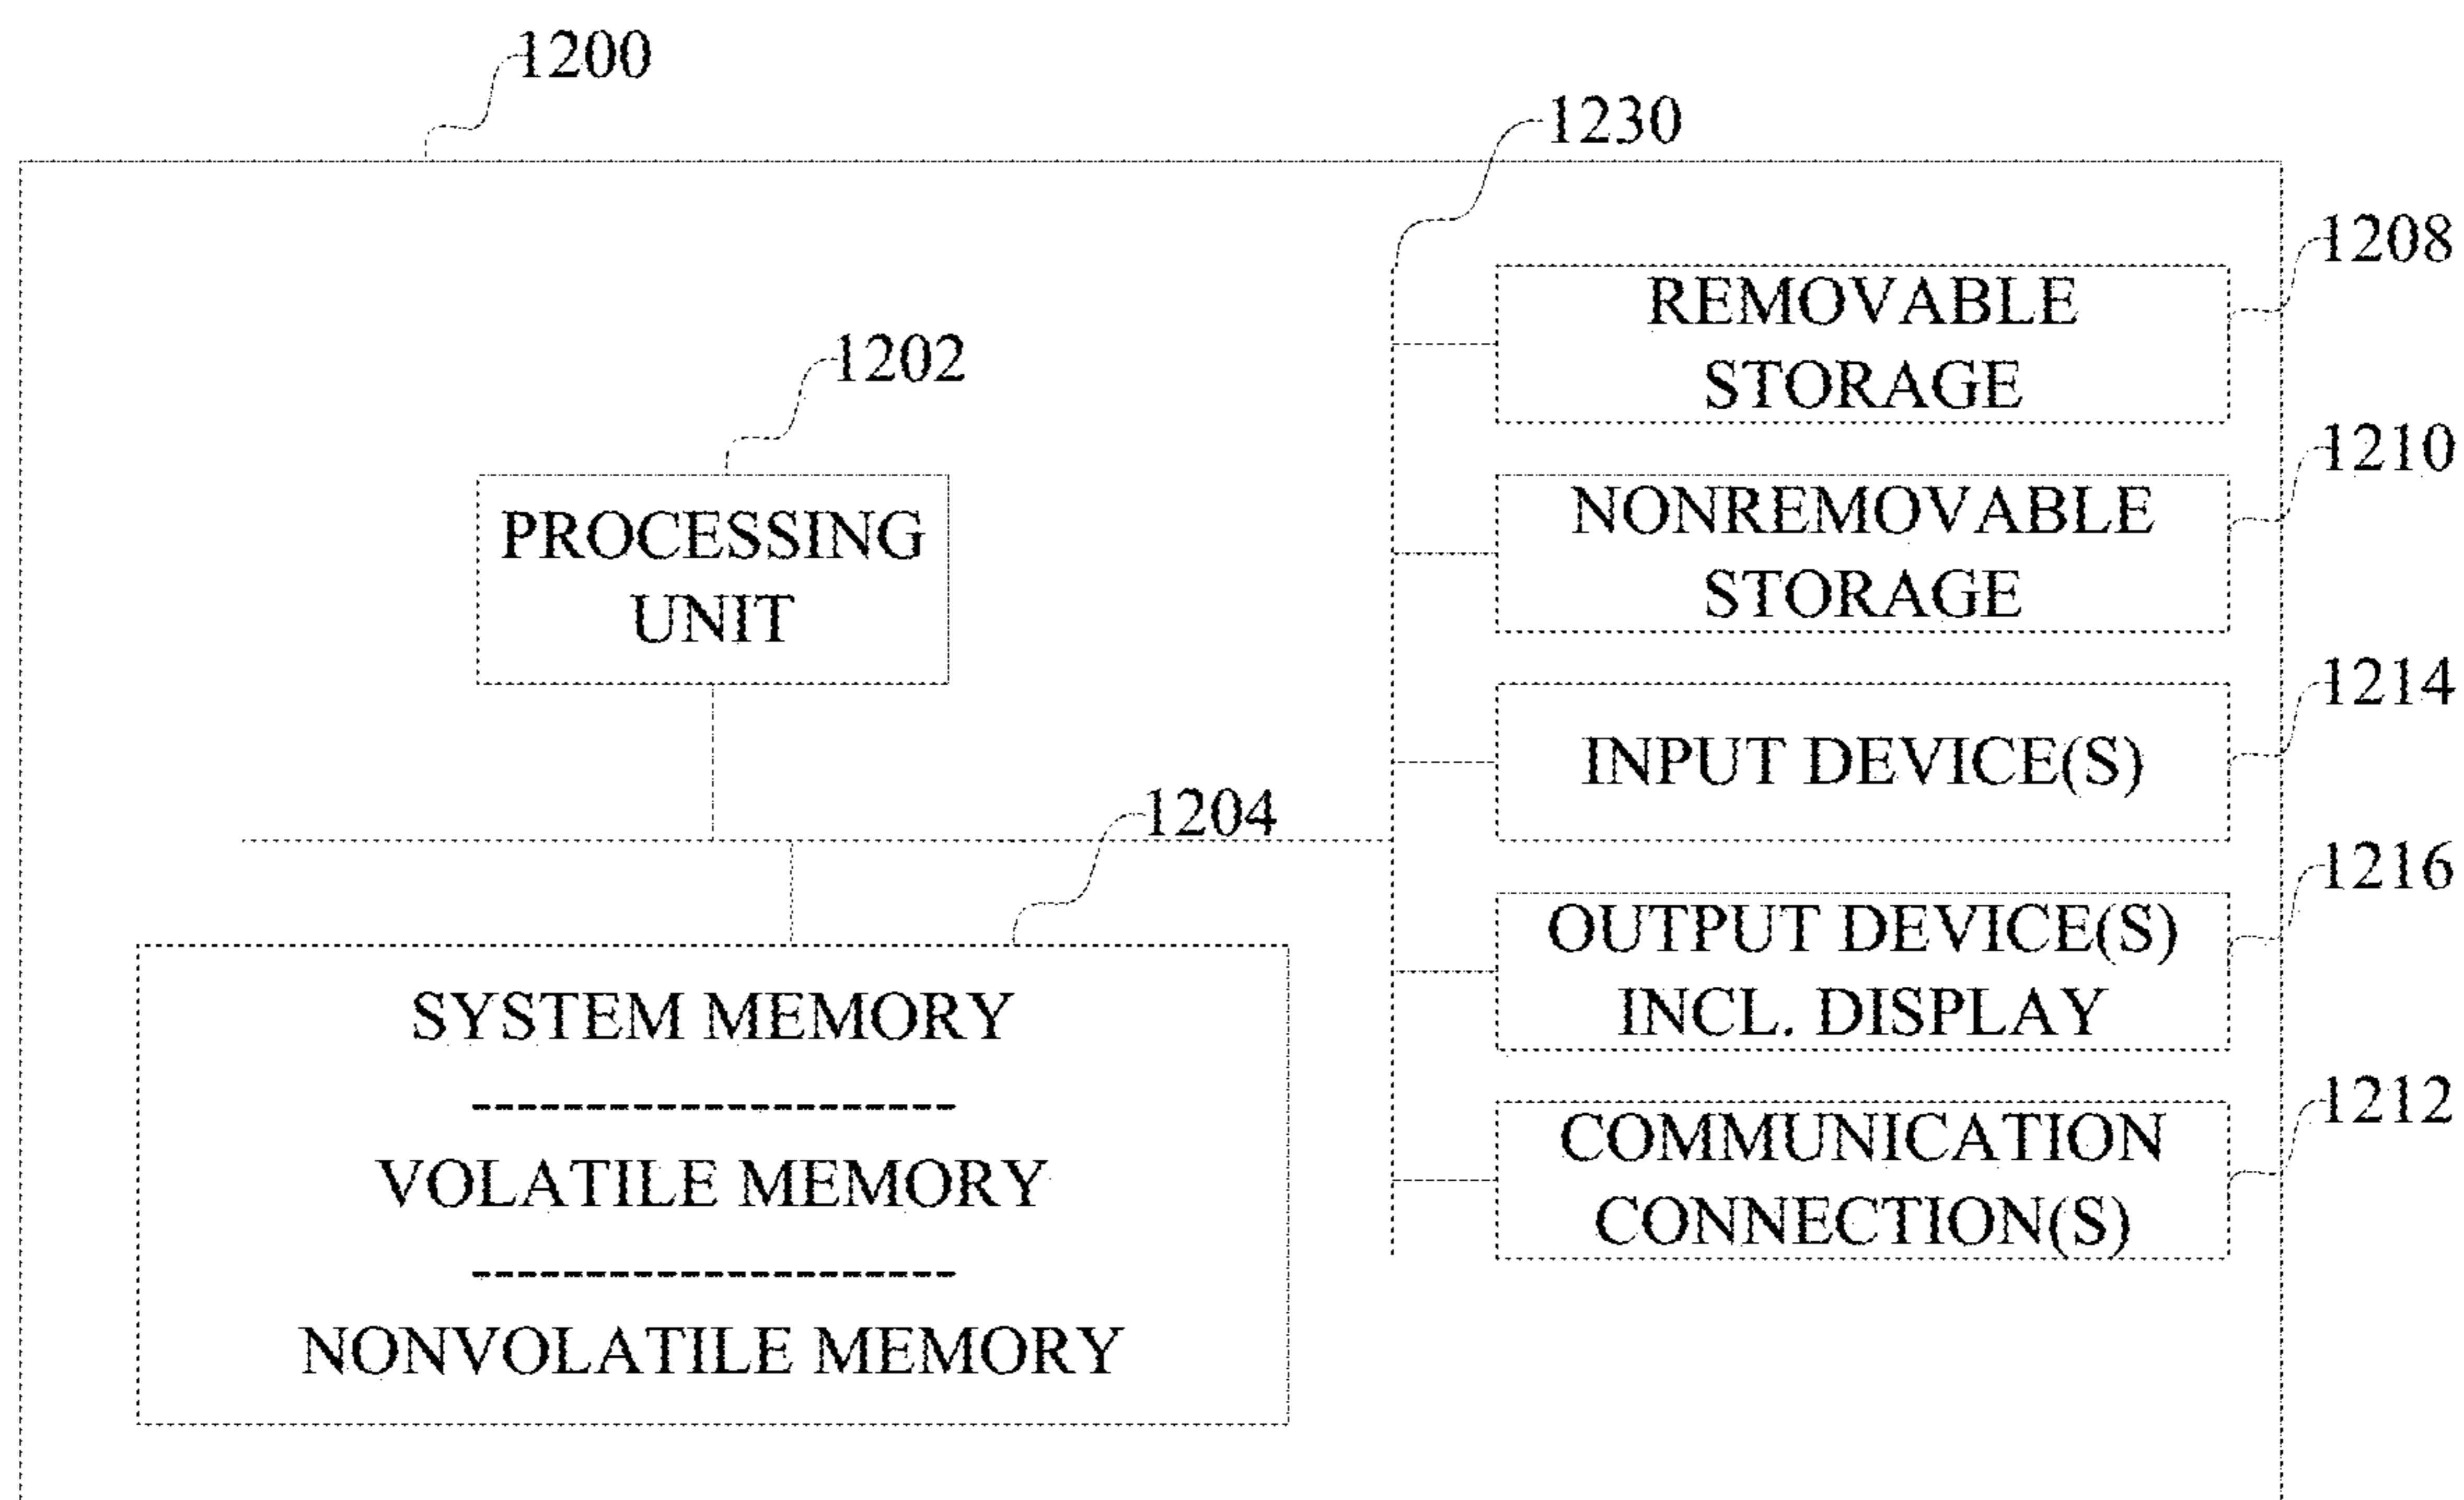 1200
1230
1208
REMOVABLE
STORAGE
1202
PROCESSING
UNIT
1210
NONREMOVABLE
STORAGE
1214
INPUT DEVICE(S)
1204
1216
OUTPUT DEVICE(S)
INCL. DISPLAY
SYSTEM MEMORY
---------------------
VOLATILE MEMORY
---------------------
NONVOLATILE MEMORY
1212
COMMUNICATION
CONNECTION(S)